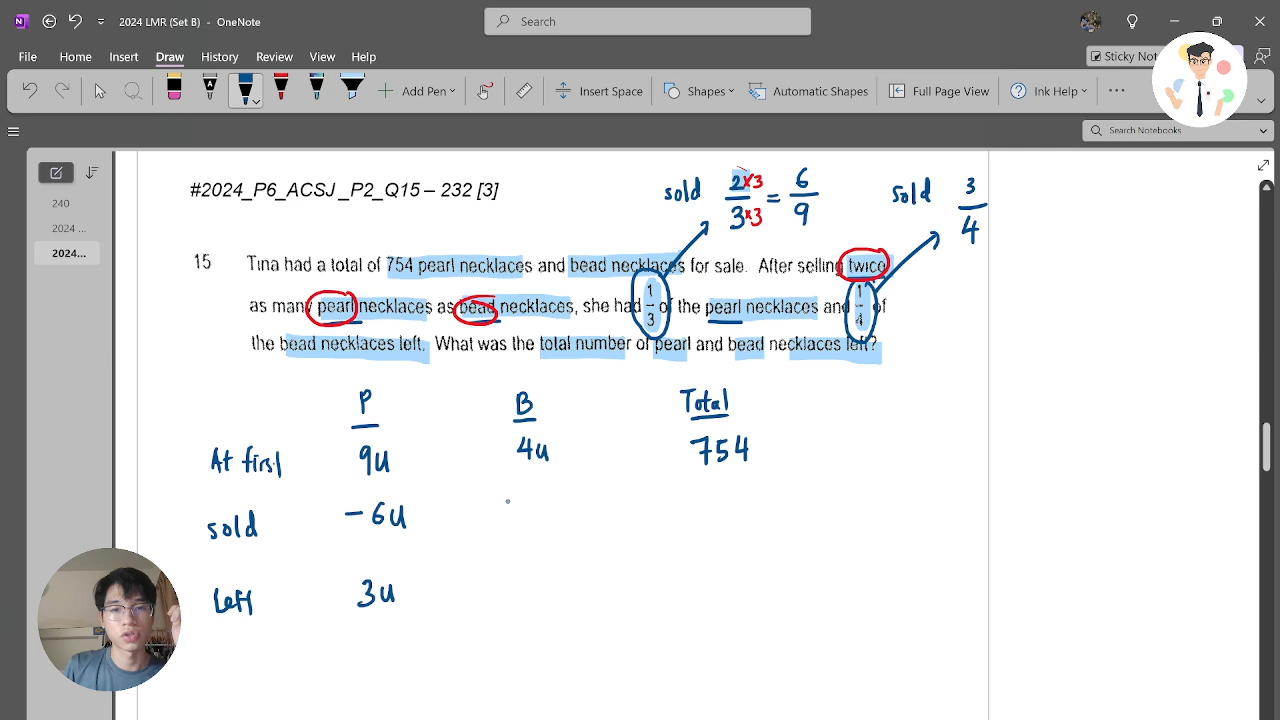 2024 LMR (Set B) - OneNote
Search
File Home Insert Draw History Review View Help
Sticky Note
Add Pen
Insert Space
Shapes
Automatic Shapes
Full Page View
Ink Help
Search Notebooks
240
2024 ...
2024...
#2024_P6_ACSJ _P2_Q15 – 232 [3]
sold 2×3/3×3 = 6/9
sold 3/4
15 Tina had a total of 754 pearl necklaces and bead necklaces for sale. After selling twice
as many pearl necklaces as bead necklaces, she had 1/3 of the pearl necklaces and 1/4 of
the bead necklaces left. What was the total number of pearl and bead necklaces left?
P B Total
At first 9u 4u 754
sold - 6u
left 3u